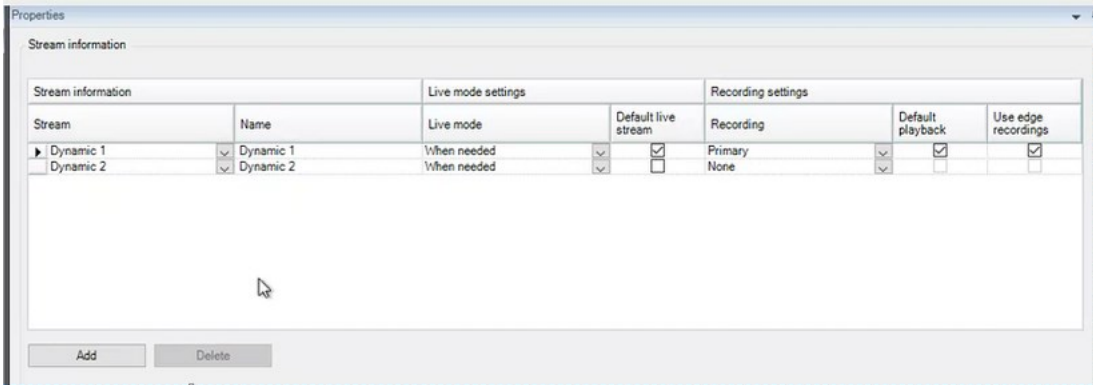 Properties
Stream information
Stream information Live mode settings Recording settings
Stream Name Live mode Default live stream Recording Default playback Use edge recordings
Dynamic 1 Dynamic 1 When needed Primary
Dynamic 2 Dynamic 2 When needed None
Add Delete